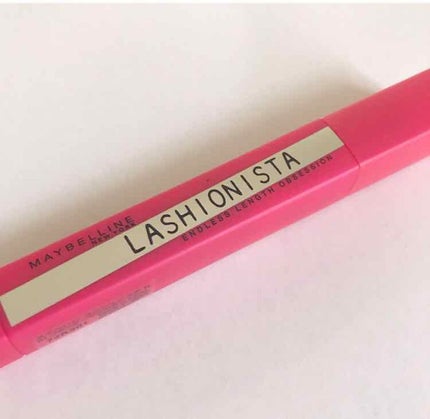 MAYBELLINE
NEW YORK
LASHIONISTA
ENDLESS LENGTH OBSESSION